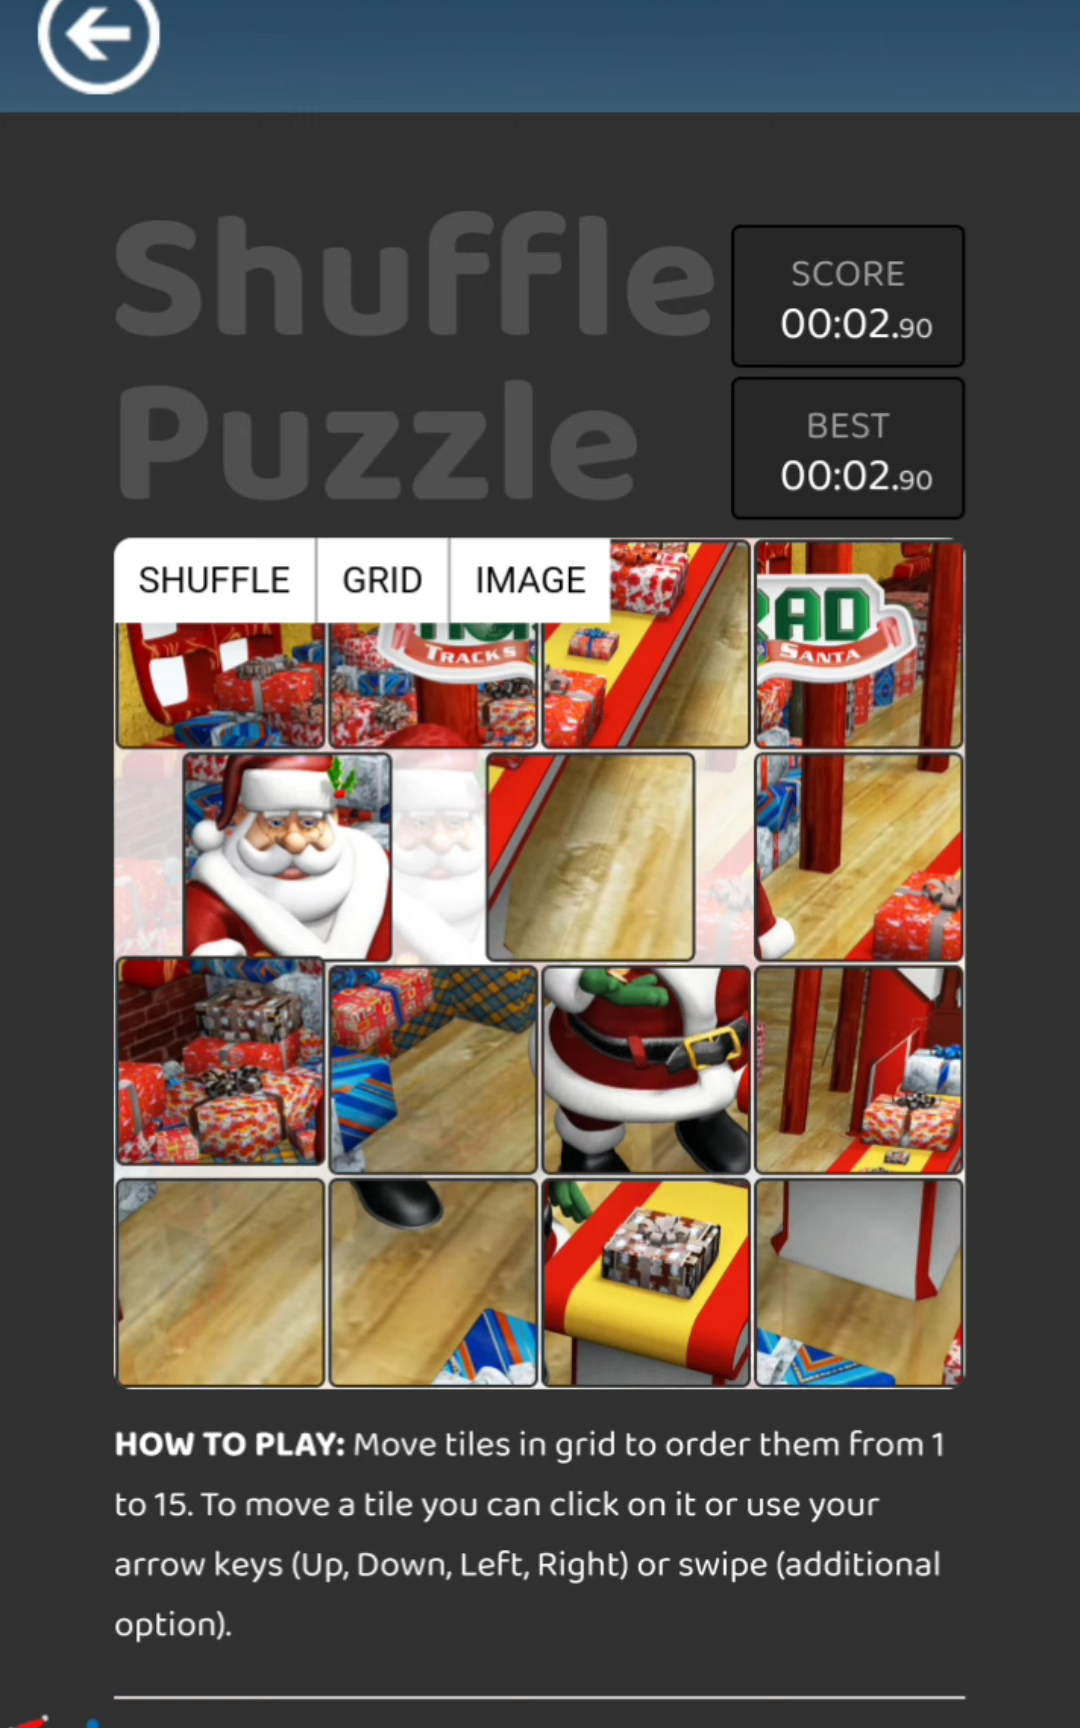 Shuffle
Puzzle
SCORE
00:02.90
BEST
00:02.90
SHUFFLE
GRID
IMAGE
TRACKS
RAD
SANTA
HOW TO PLAY: Move tiles in grid to order them from 1
to 15. To move a tile you can click on it or use your
arrow keys (Up, Down, Left, Right) or swipe (additional
option).